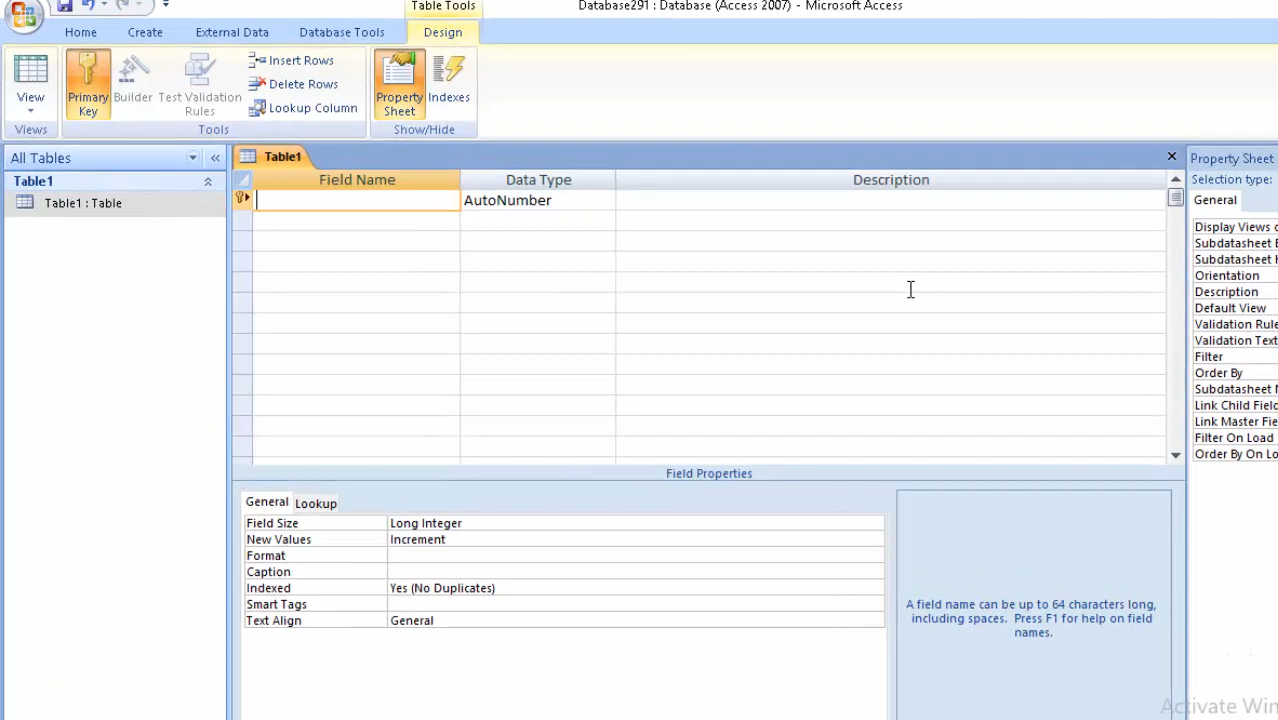 Table Tools
Database291 : Database (Access 2007) - Microsoft Access
Home Create External Data Database Tools Design
View
Primary Key
Builder
Test Validation Rules
Insert Rows
Delete Rows
Lookup Column
Property Sheet
Indexes
Views
Tools
Show/Hide
All Tables
Table1
Table1 : Table
Table1
Field Name Data Type Description
AutoNumber
Field Properties
General Lookup
Field Size Long Integer
New Values Increment
Format
Caption
Indexed Yes (No Duplicates)
Smart Tags
Text Align General
A field name can be up to 64 characters long,
including spaces. Press F1 for help on field
names.
Property Sheet
Selection type:
General
Display Views o
Subdatasheet E
Subdatasheet H
Orientation
Description
Default View
Validation Rule
Validation Text
Filter
Order By
Subdatasheet N
Link Child Field
Link Master Fie
Filter On Load
Order By On Lo
Activate Win